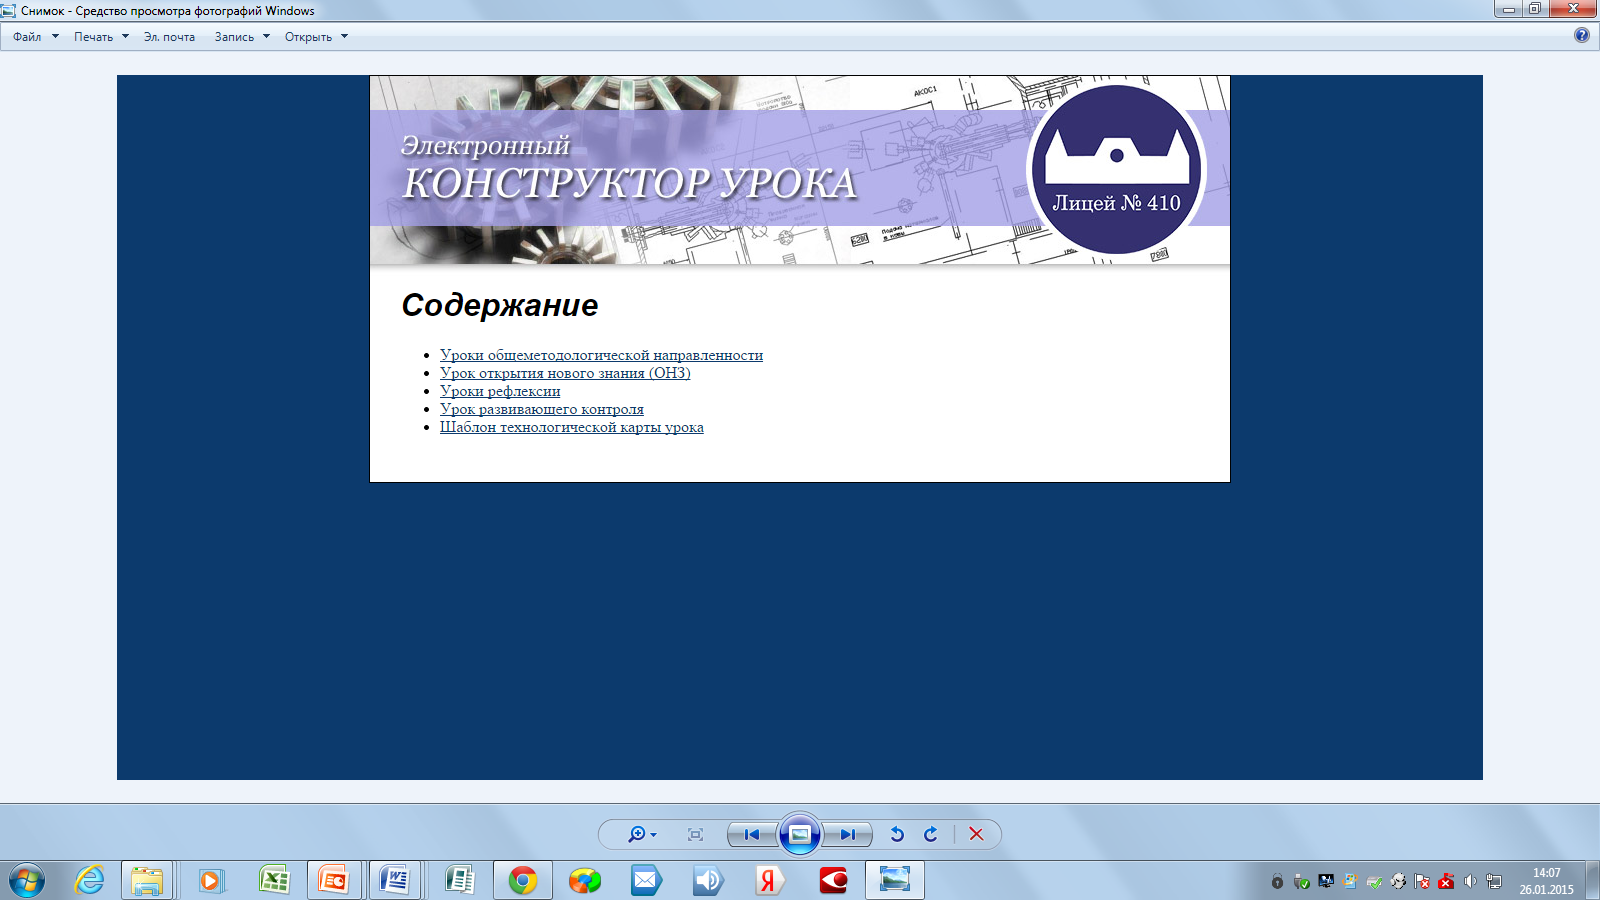 Снимок - Средство просмотра фотографий Windows
Файл Печать Эл. почта Запись Открыть
АКОС1
Электронный
КОНСТРУКТОР УРОКА
Лицей № 410
Содержание
Уроки общеметодологической направленности
Урок открытия нового знания (ОНЗ)
Уроки рефлексии
Урок развивающего контроля
Шаблон технологической карты урока
14:07
26.01.2015